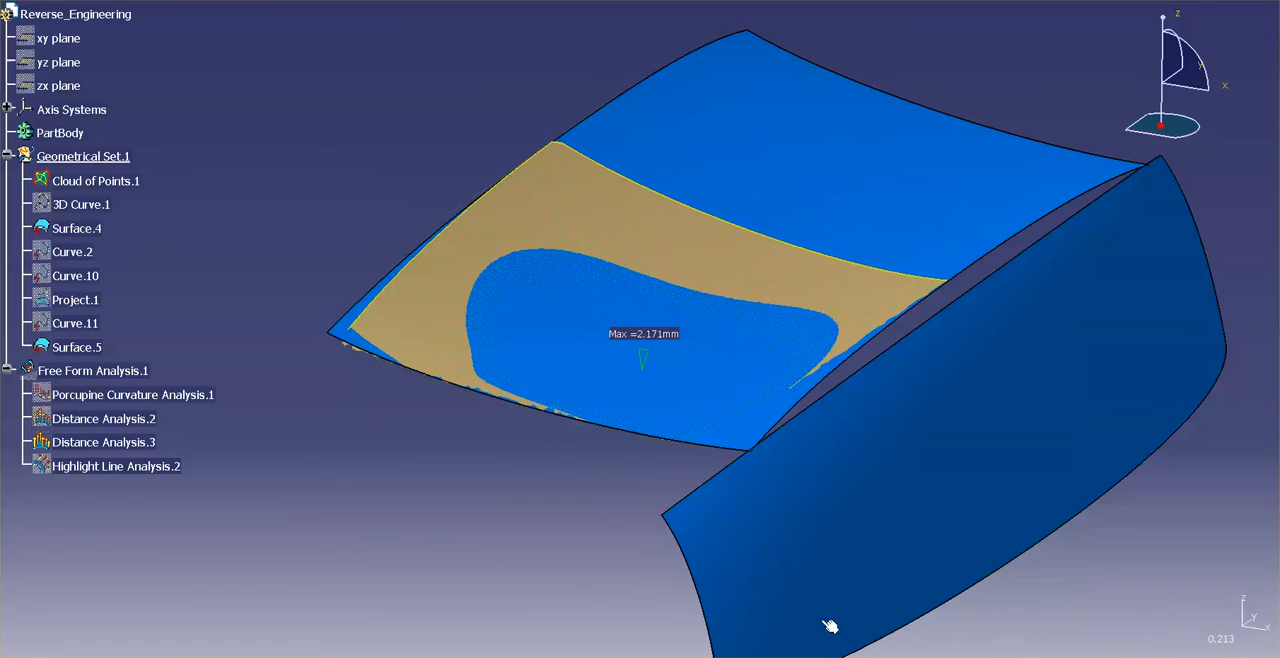 Reverse_Engineering
xy plane
yz plane
zx plane
Axis Systems
PartBody
Geometrical Set.1
Cloud of Points.1
3D Curve.1
Surface.4
Curve.2
Curve.10
Project.1
Curve.11
Surface.5
Free Form Analysis.1
Porcupine Curvature Analysis.1
Distance Analysis.2
Distance Analysis.3
Highlight Line Analysis.2
Max =2.171mm
z
y
x
z
y
x
0.213